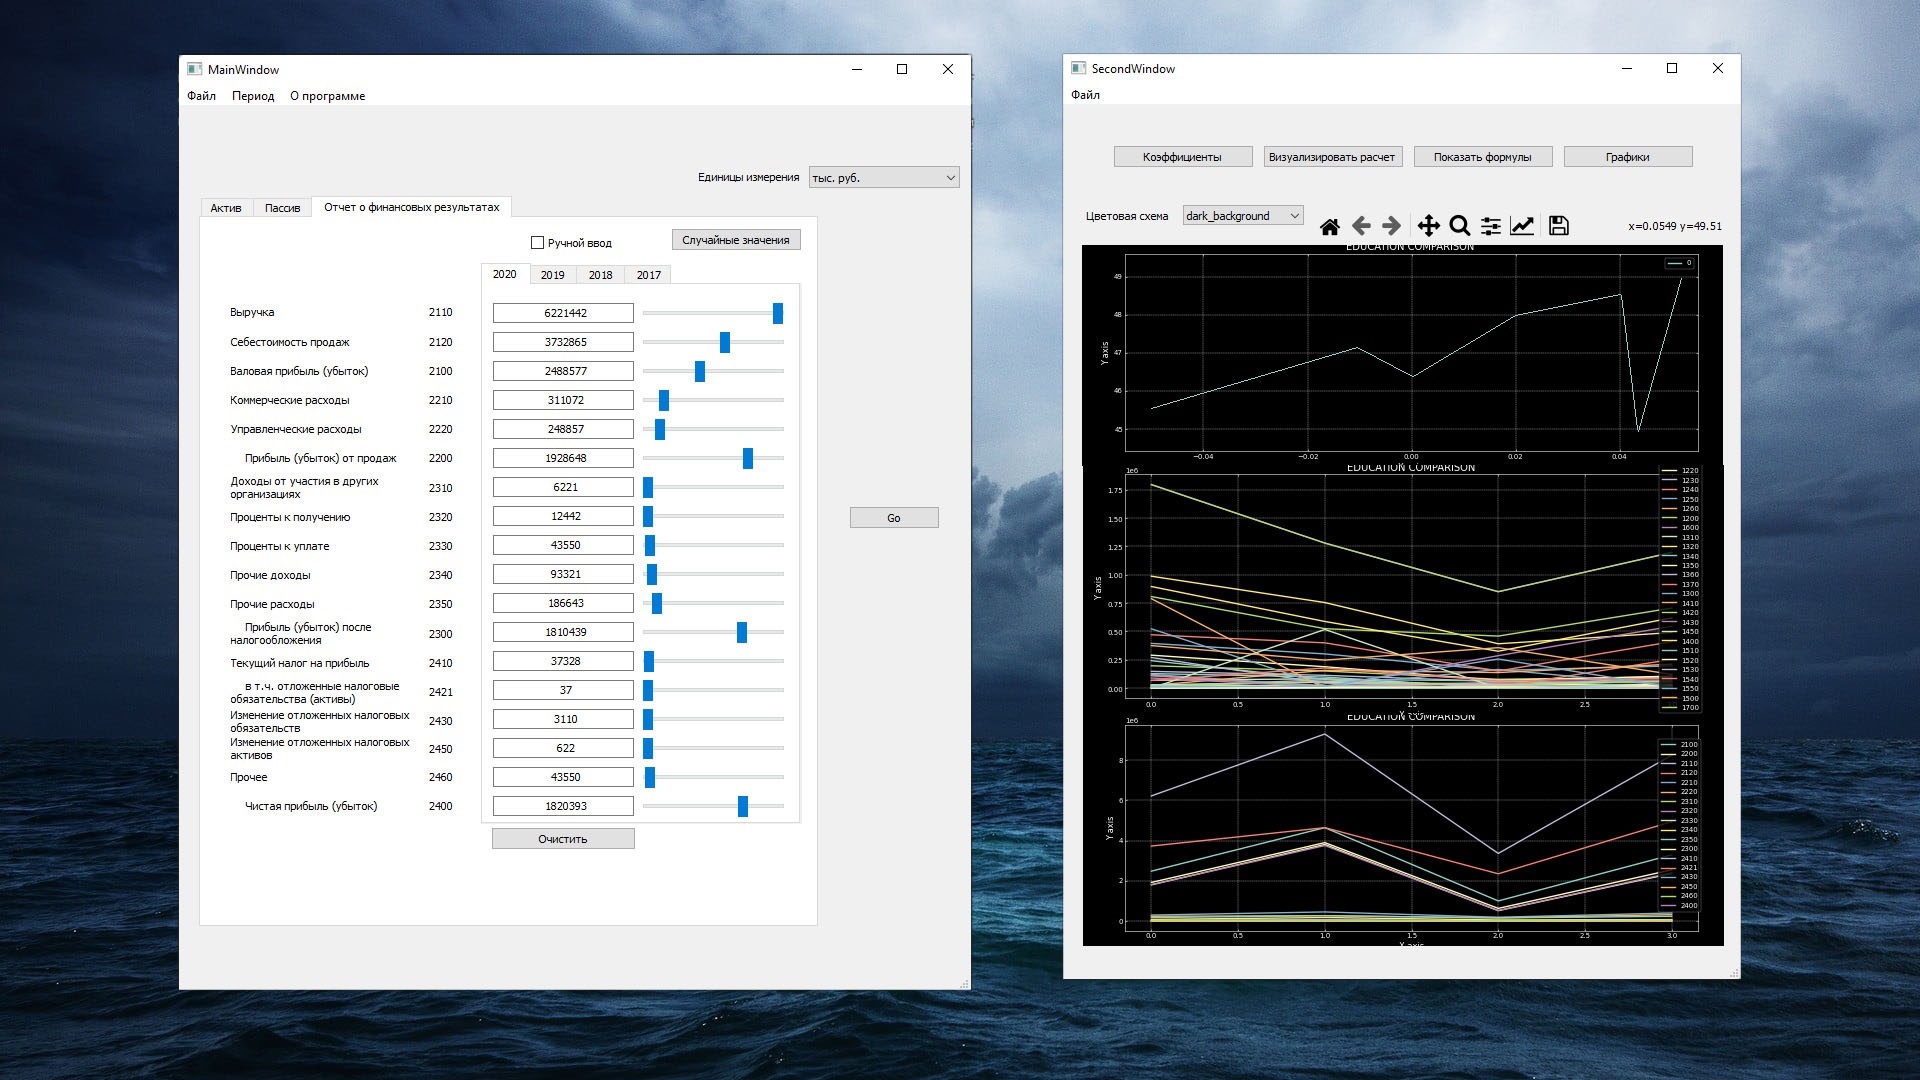 MainWindow
Файл Период О программе
Единицы измерения тыс. руб.
Актив Пассив Отчет о финансовых результатах
Ручной ввод Случайные значения
2020 2019 2018 2017
Выручка 2110 6221442
Себестоимость продаж 2120 3732865
Валовая прибыль (убыток) 2100 2488577
Коммерческие расходы 2210 311072
Управленческие расходы 2220 248857
Прибыль (убыток) от продаж 2200 1928648
Доходы от участия в других
организациях 2310 6221
Проценты к получению 2320 12442
Проценты к уплате 2330 43550
Прочие доходы 2340 93321
Прочие расходы 2350 186643
Прибыль (убыток) после
налогообложения 2300 1810439
Текущий налог на прибыль 2410 37328
в т.ч. отложенные налоговые
обязательства (активы) 2421 37
Изменение отложенных налоговых
обязательств 2430 3110
Изменение отложенных налоговых
активов 2450 622
Прочее 2460 43550
Чистая прибыль (убыток) 2400 1820393
Очистить
Go
SecondWindow
Файл
Коэффициенты Визуализировать расчет Показать формулы Графики
Цветовая схема dark_background x=0.0549 y=49.51
EDUCATION COMPARISON
0
49
48
47
46
45
Y axis
−0.04 −0.02 0.00 0.02 0.04
EDUCATION COMPARISON
1e6
1.75
1.50
1.25
1.00
0.75
0.50
0.25
0.00
Y axis
0.0 0.5 1.0 1.5 2.0 2.5
1220
1230
1240
1250
1260
1200
1600
1310
1320
1340
1350
1360
1370
1300
1410
1420
1430
1450
1400
1510
1520
1530
1540
1550
1500
1700
EDUCATION COMPARISON
1e6
8
6
4
2
0
Y axis
0.0 0.5 1.0 1.5 2.0 2.5 3.0
X axis
2100
2200
2110
2120
2210
2220
2310
2320
2330
2340
2350
2300
2410
2421
2430
2450
2460
2400